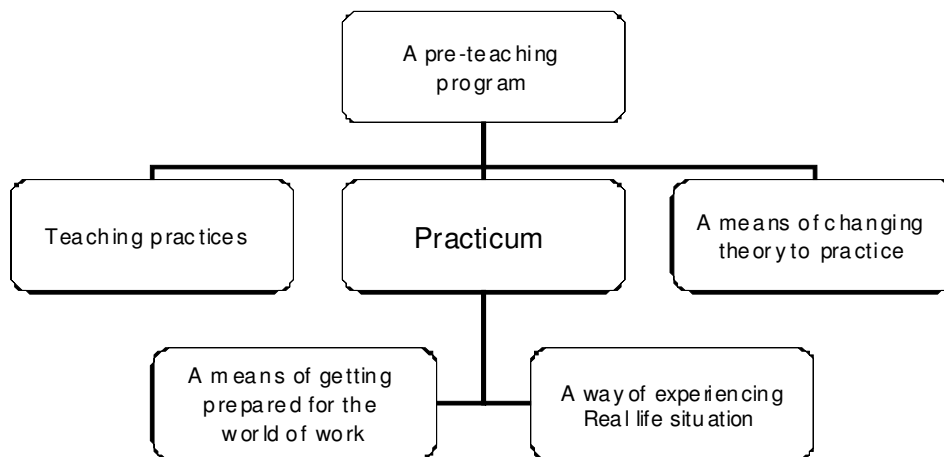 A pre-teaching
program
Teaching practices
Practicum
A means of changing
theory to practice
A means of getting
prepared for the
world of work
A way of experiencing
Real life situation